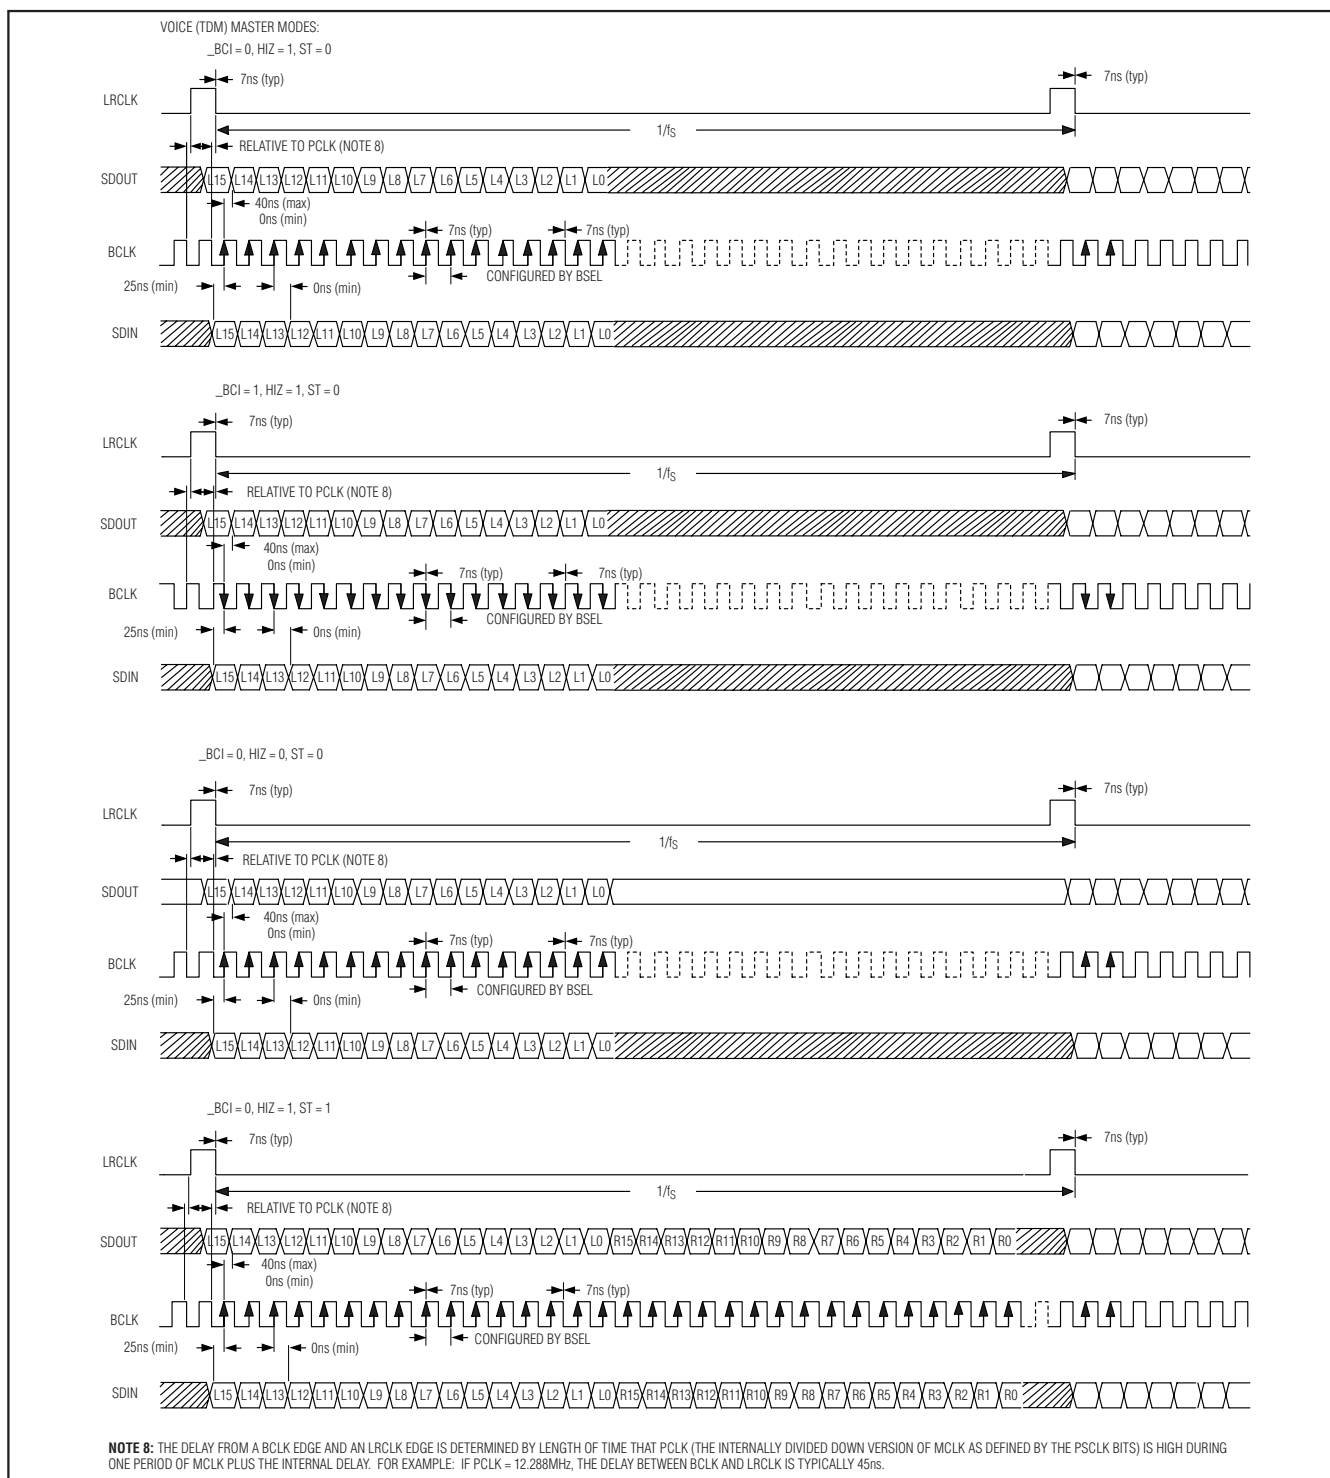 VOICE (TDM) MASTER MODES:
_BCI = 0, HIZ = 1, ST = 0
7ns (typ) 7ns (typ)
LRCLK
1/fS
RELATIVE TO PCLK (NOTE 8)
SDOUT L15 L14 L13 L12 L11 L10 L9 L8 L7 L6 L5 L4 L3 L2 L1 L0
40ns (max)
0ns (min)
7ns (typ) 7ns (typ)
BCLK
CONFIGURED BY BSEL
25ns (min) 0ns (min)
SDIN L15 L14 L13 L12 L11 L10 L9 L8 L7 L6 L5 L4 L3 L2 L1 L0
_BCI = 1, HIZ = 1, ST = 0
7ns (typ) 7ns (typ)
LRCLK
1/fS
RELATIVE TO PCLK (NOTE 8)
SDOUT L15 L14 L13 L12 L11 L10 L9 L8 L7 L6 L5 L4 L3 L2 L1 L0
40ns (max)
0ns (min)
7ns (typ) 7ns (typ)
BCLK
CONFIGURED BY BSEL
25ns (min) 0ns (min)
SDIN L15 L14 L13 L12 L11 L10 L9 L8 L7 L6 L5 L4 L3 L2 L1 L0
_BCI = 0, HIZ = 0, ST = 0
7ns (typ) 7ns (typ)
LRCLK
1/fS
RELATIVE TO PCLK (NOTE 8)
SDOUT L15 L14 L13 L12 L11 L10 L9 L8 L7 L6 L5 L4 L3 L2 L1 L0
40ns (max)
0ns (min)
7ns (typ) 7ns (typ)
BCLK
CONFIGURED BY BSEL
25ns (min) 0ns (min)
SDIN L15 L14 L13 L12 L11 L10 L9 L8 L7 L6 L5 L4 L3 L2 L1 L0
_BCI = 0, HIZ = 1, ST = 1
7ns (typ) 7ns (typ)
LRCLK
1/fS
RELATIVE TO PCLK (NOTE 8)
SDOUT L15 L14 L13 L12 L11 L10 L9 L8 L7 L6 L5 L4 L3 L2 L1 L0 R15 R14 R13 R12 R11 R10 R9 R8 R7 R6 R5 R4 R3 R2 R1 R0
40ns (max)
0ns (min)
7ns (typ) 7ns (typ)
BCLK
CONFIGURED BY BSEL
25ns (min) 0ns (min)
SDIN L15 L14 L13 L12 L11 L10 L9 L8 L7 L6 L5 L4 L3 L2 L1 L0 R15 R14 R13 R12 R11 R10 R9 R8 R7 R6 R5 R4 R3 R2 R1 R0
NOTE 8: THE DELAY FROM A BCLK EDGE AND AN LRCLK EDGE IS DETERMINED BY LENGTH OF TIME THAT PCLK (THE INTERNALLY DIVIDED DOWN VERSION OF MCLK AS DEFINED BY THE PSCLK BITS) IS HIGH DURING
ONE PERIOD OF MCLK PLUS THE INTERNAL DELAY. FOR EXAMPLE: IF PCLK = 12.288MHz, THE DELAY BETWEEN BCLK AND LRCLK IS TYPICALLY 45ns.